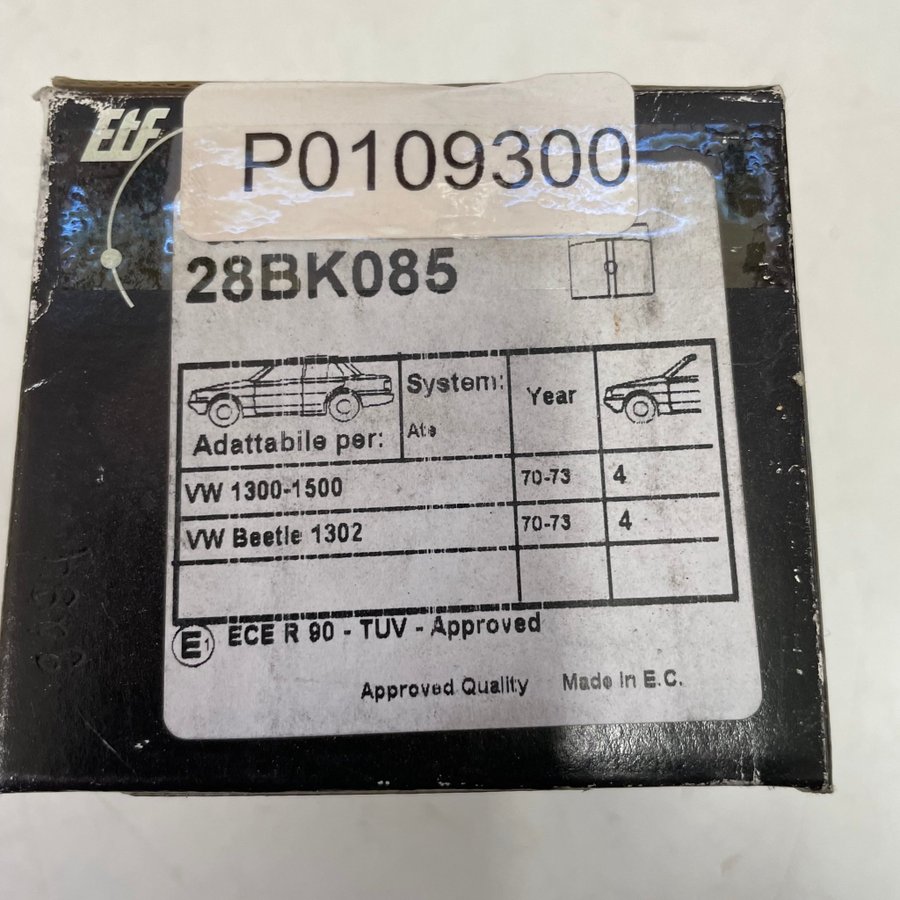 EtF
P0109300
28BK085
System:
Year
Ate
Adattabile per:
VW 1300-1500 70-73 4
VW Beetle 1302 70-73 4
E1 ECE R 90 - TUV - Approved
Approved Quality Made in E.C.